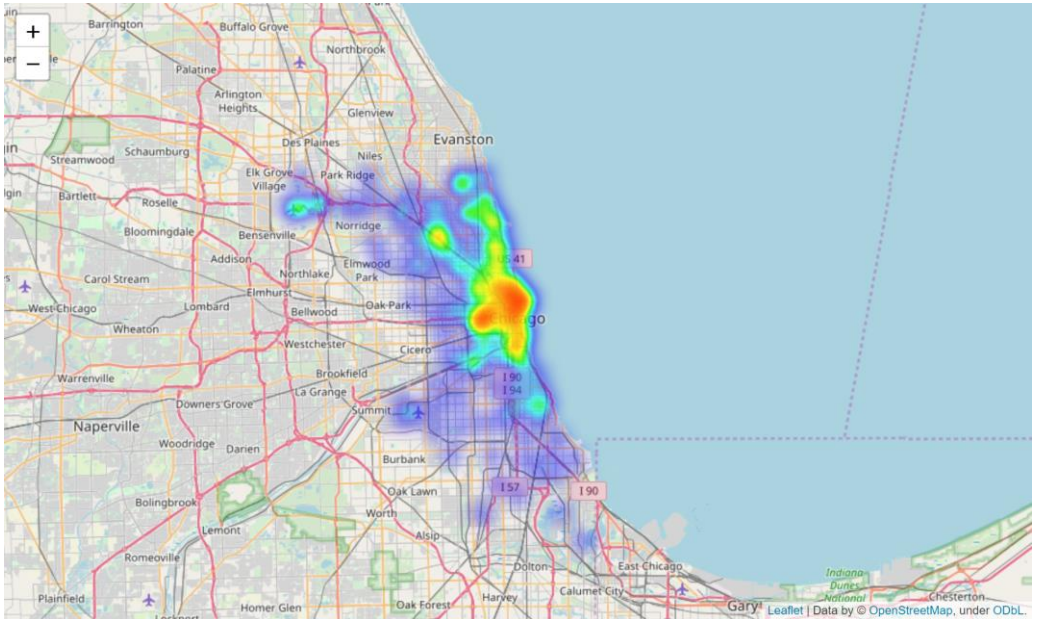 +
−
Barrington
Buffalo Grove
Northbrook
Palatine
Arlington
Heights
Glenview
Evanston
Des Plaines
Niles
Schaumburg
Streamwood
Elk Grove
Village
Park Ridge
Bartlett
Roselle
Norridge
Bloomingdale
Bensenville
US 41
Addison
Elmwood
Park
Northlake
Carol Stream
Elmhurst
West Chicago
Lombard
Bellwood
Oak Park
Chicago
Wheaton
Westchester
Cicero
Brookfield
Warrenville
I 90
I 94
La Grange
Downers Grove
Summit
Naperville
Woodridge
Darien
Burbank
Oak Lawn
I 57
I 90
Bolingbrook
Worth
Lemont
Alsip
Romeoville
Dolton
East Chicago
Indiana
Dunes
National
Calumet City
Plainfield
Homer Glen
Oak Forest
Harvey
Gary
Chesterton
Leaflet | Data by © OpenStreetMap, under ODbL.